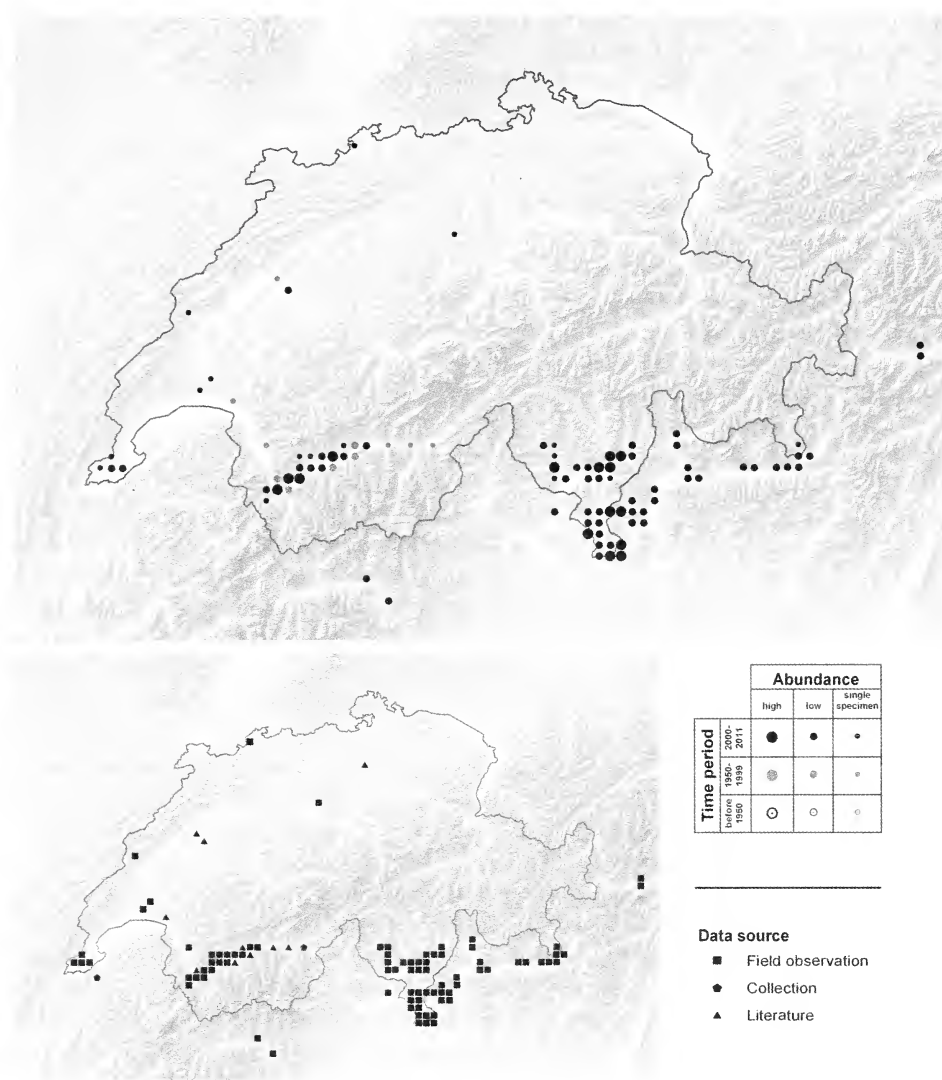 Abundance
high low single specimen
Time period
2000-2011
1950-1999
before 1950
Data source
Field observation
Collection
Literature